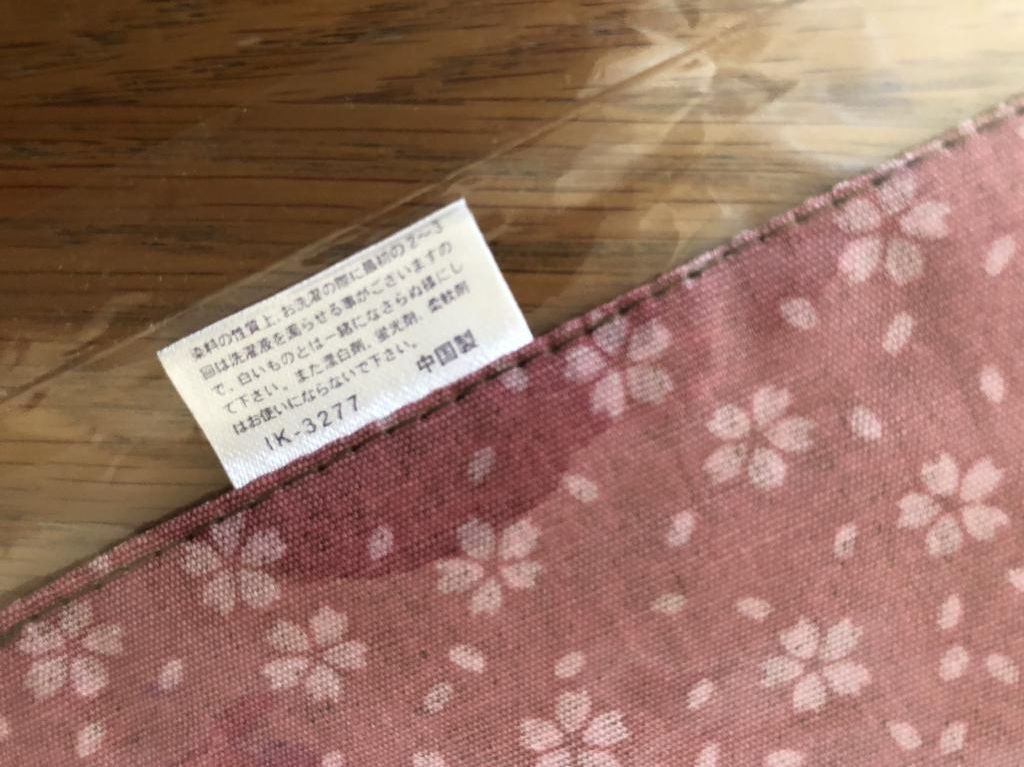 染料の性質上、お洗濯の際に最初の2〜3
回は洗濯液を濁らせる事がございますの
で、白いものとは一緒になさらぬ様にし
て下さい。また漂白剤、蛍光剤、柔軟剤
はお使いにならないで下さい。
IK-3277 中国製